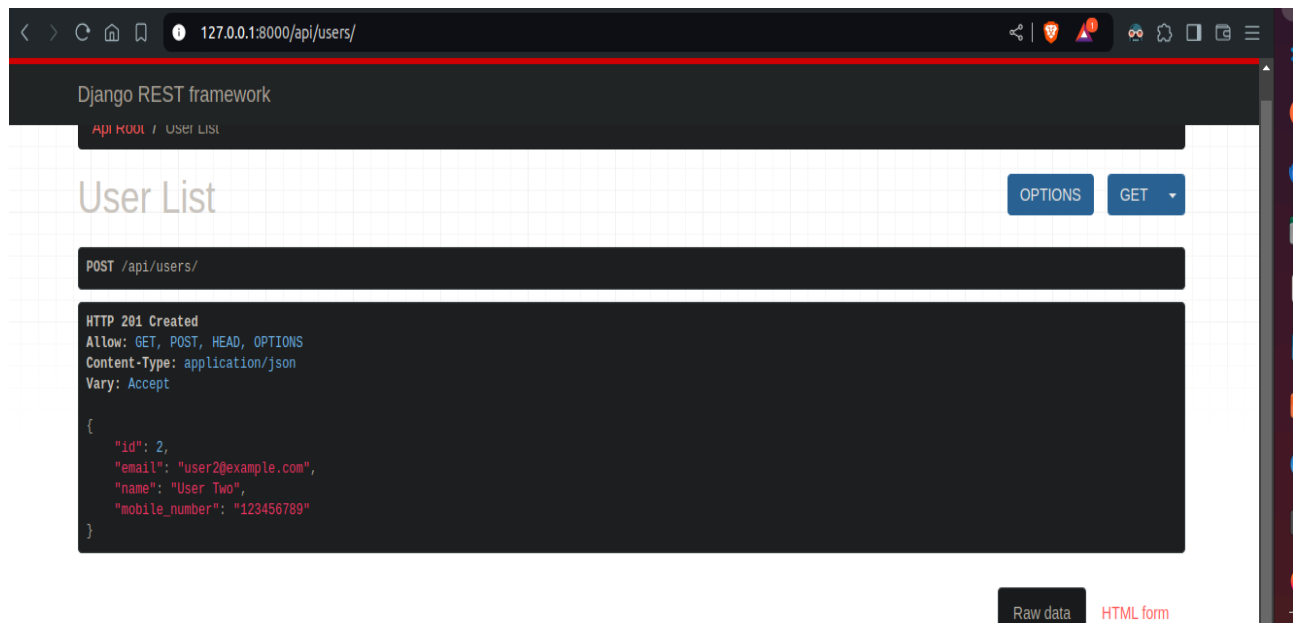 127.0.0.1:8000/api/users/
1
Django REST framework
Api Root / User List
User List
OPTIONS
GET
POST /api/users/
HTTP 201 Created
Allow: GET, POST, HEAD, OPTIONS
Content-Type: application/json
Vary: Accept
{
"id": 2,
"email": "user2@example.com",
"name": "User Two",
"mobile_number": "123456789"
}
Raw data
HTML form